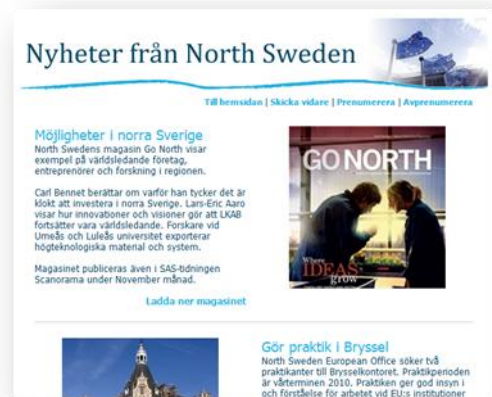 Nyheter från North Sweden
Till hemsidan | Skicka vidare | Prenumerera | Avprenumerera
Möjligheter i norra Sverige
North Swedens magasin Go North visar
exempel på världsledande företag,
entreprenörer och forskning i regionen.
Carl Bennet berättar om varför han tycker det är
klokt att investera i norra Sverige. Lars-Eric Aaro
visar hur innovationer och visioner gör att LKAB
fortsätter vara världsledande. Forskare vid
Umeås och Luleås universitet exporterar
högteknologiska material och system.
Magasinet publiceras även i SAS-tidningen
Scanorama under November månad.
Ladda ner magasinet
GO NORTH
Where
IDEAS
grow
Gör praktik i Bryssel
North Sweden European Office söker två
praktikanter till Brysselkontoret. Praktikperioden
är vårterminen 2010. Praktiken ger god insyn i
och förståelse för arbetet vid EU:s institutioner